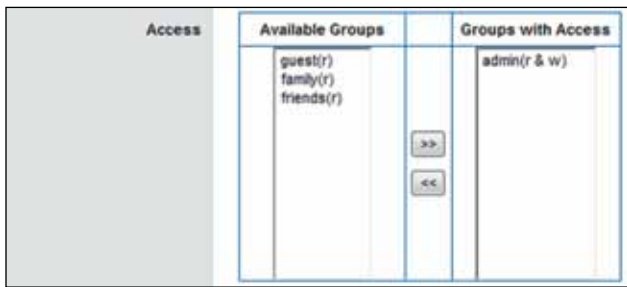 Access
Available Groups
Groups with Access
guest(r)
family(r)
friends(r)
admin(r & w)
>>
<<